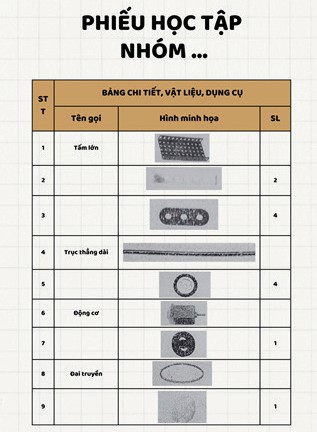 PHIẾU HỌC TẬP
NHÓM ...
STT
BẢNG CHI TIẾT, VẬT LIỆU, DỤNG CỤ
Tên gọi Hình minh họa SL
1 Tấm lớn
2 2
3 4
4 Trục thẳng dài
5 4
6 Động cơ
7 1
8 Đai truyền
9 1